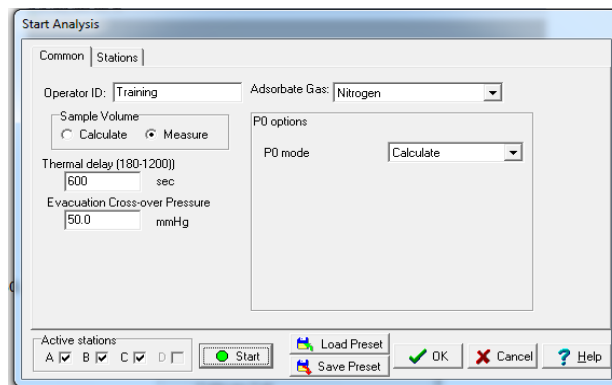 Start Analysis
Common Stations
Operator ID: Training Adsorbate Gas: Nitrogen
Sample Volume
Calculate Measure
P0 options
P0 mode Calculate
Thermal delay (180-1200))
600 sec
Evacuation Cross-over Pressure
50.0 mmHg
Active stations
A B C D
Start
Load Preset
Save Preset
OK
Cancel
? Help